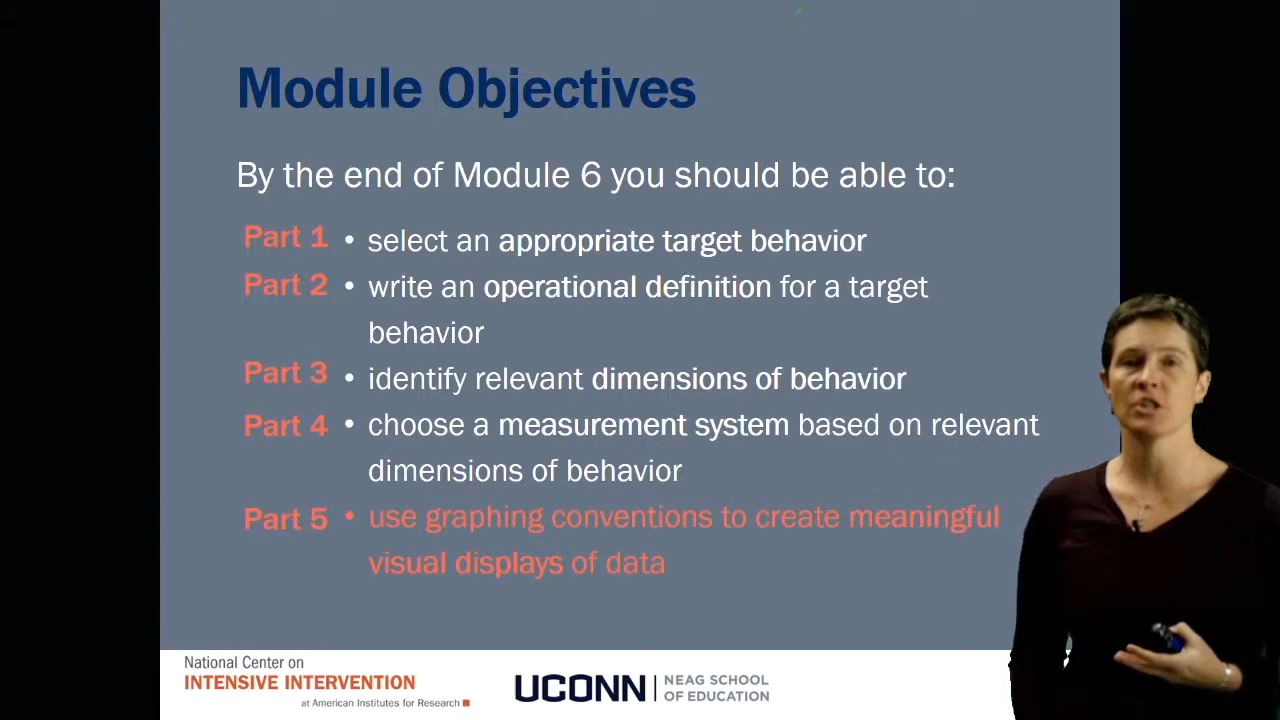 Module Objectives
By the end of Module 6 you should be able to:
Part 1 • select an appropriate target behavior
Part 2 • write an operational definition for a target
behavior
Part 3 • identify relevant dimensions of behavior
Part 4 • choose a measurement system based on relevant
dimensions of behavior
Part 5 • use graphing conventions to create meaningful
visual displays of data
National Center on
INTENSIVE INTERVENTION
at American Institutes for Research
UCONN | NEAG SCHOOL
OF EDUCATION